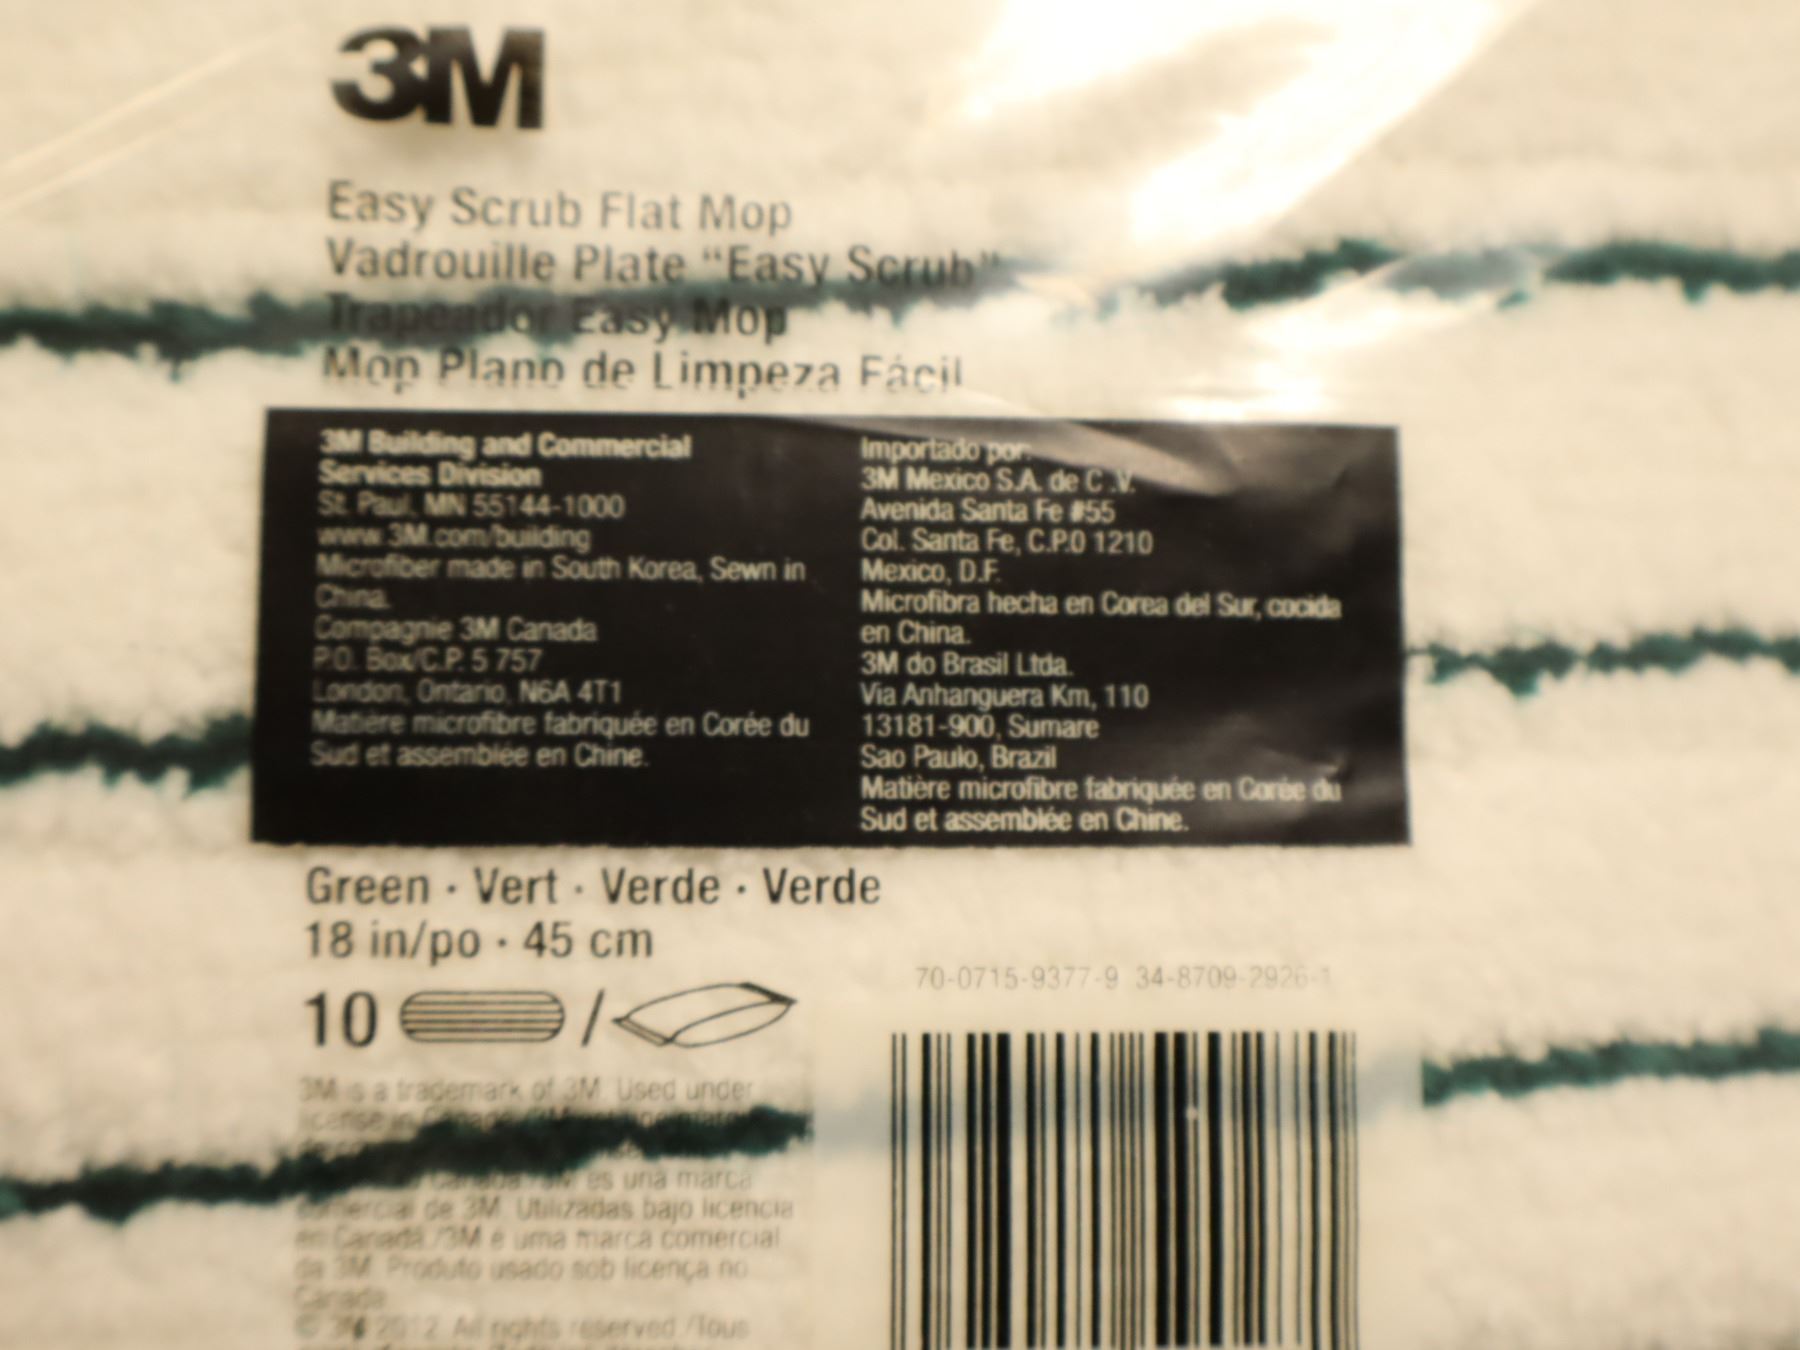 3M
Easy Scrub Flat Mop
Vadrouille Plate "Easy Scrub"
Trapeador Easy Mop
Mop Plano de Limpeza Fácil
3M Building and Commercial
Services Division
St. Paul, MN 55144-1000
www.3M.com/building
Microfiber made in South Korea, Sewn in
China.
Compagnie 3M Canada
P.O. Box/C.P. 5 757
London, Ontario, N6A 4T1
Matière microfibre fabriquée en Corée du
Sud et assemblée en Chine.
Importado por:
3M Mexico S.A. de C .V.
Avenida Santa Fe #55
Col. Santa Fe, C.P.0 1210
Mexico, D.F.
Microfibra hecha en Corea del Sur, cocida
en China.
3M do Brasil Ltda.
Via Anhanguera Km, 110
13181-900, Sumare
Sao Paulo, Brazil
Matière microfibre fabriquée en Corée du
Sud et assemblée en Chine.
Green · Vert · Verde · Verde
18 in/po · 45 cm
10 /
70-0715-9377-9 34-8709-2926-1
3M is a trademark of 3M. Used under
license in
Canada./3M es una marca
comercial de 3M. Utilizadas bajo licencia
en Canadá./3M é uma marca comercial
da 3M. Produto usado sob licença no
Canada.
© 3M 2012. All rights reserved./Tous